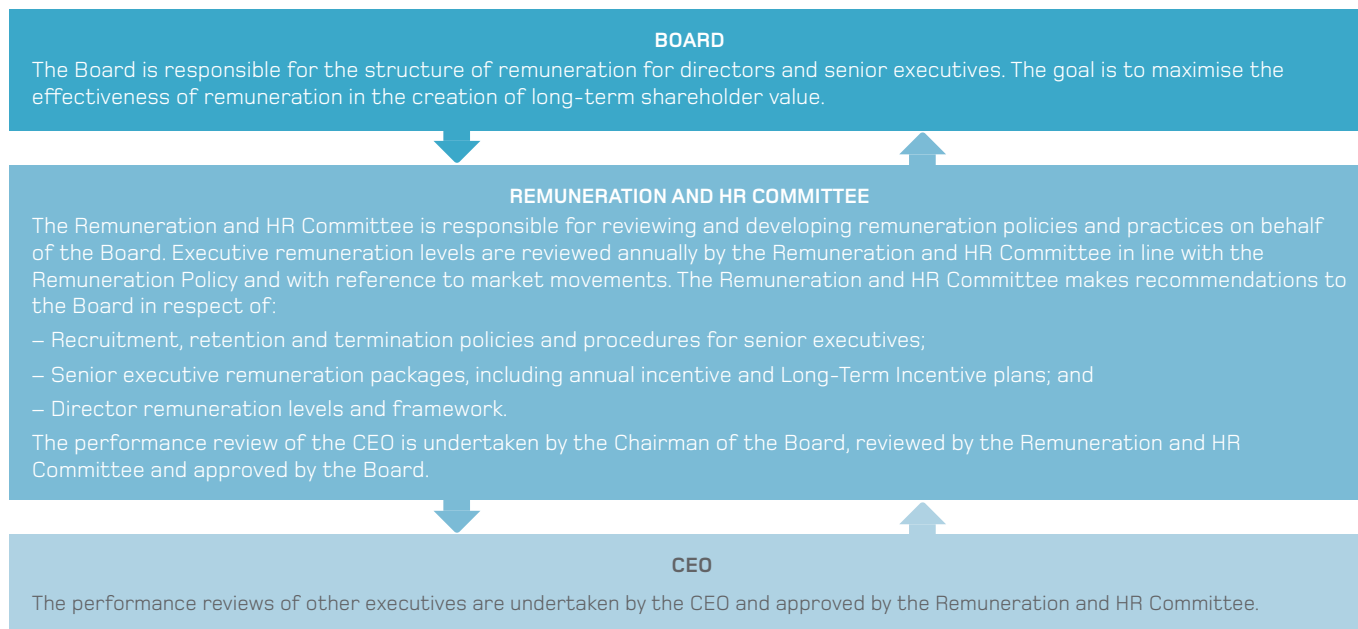 BOARD
The Board is responsible for the structure of remuneration for directors and senior executives. The goal is to maximise the
effectiveness of remuneration in the creation of long-term shareholder value.
REMUNERATION AND HR COMMITTEE
The Remuneration and HR Committee is responsible for reviewing and developing remuneration policies and practices on behalf
of the Board. Executive remuneration levels are reviewed annually by the Remuneration and HR Committee in line with the
Remuneration Policy and with reference to market movements. The Remuneration and HR Committee makes recommendations to
the Board in respect of:
– Recruitment, retention and termination policies and procedures for senior executives;
– Senior executive remuneration packages, including annual incentive and Long-Term Incentive plans; and
– Director remuneration levels and framework.
The performance review of the CEO is undertaken by the Chairman of the Board, reviewed by the Remuneration and HR
Committee and approved by the Board.
CEO
The performance reviews of other executives are undertaken by the CEO and approved by the Remuneration and HR Committee.